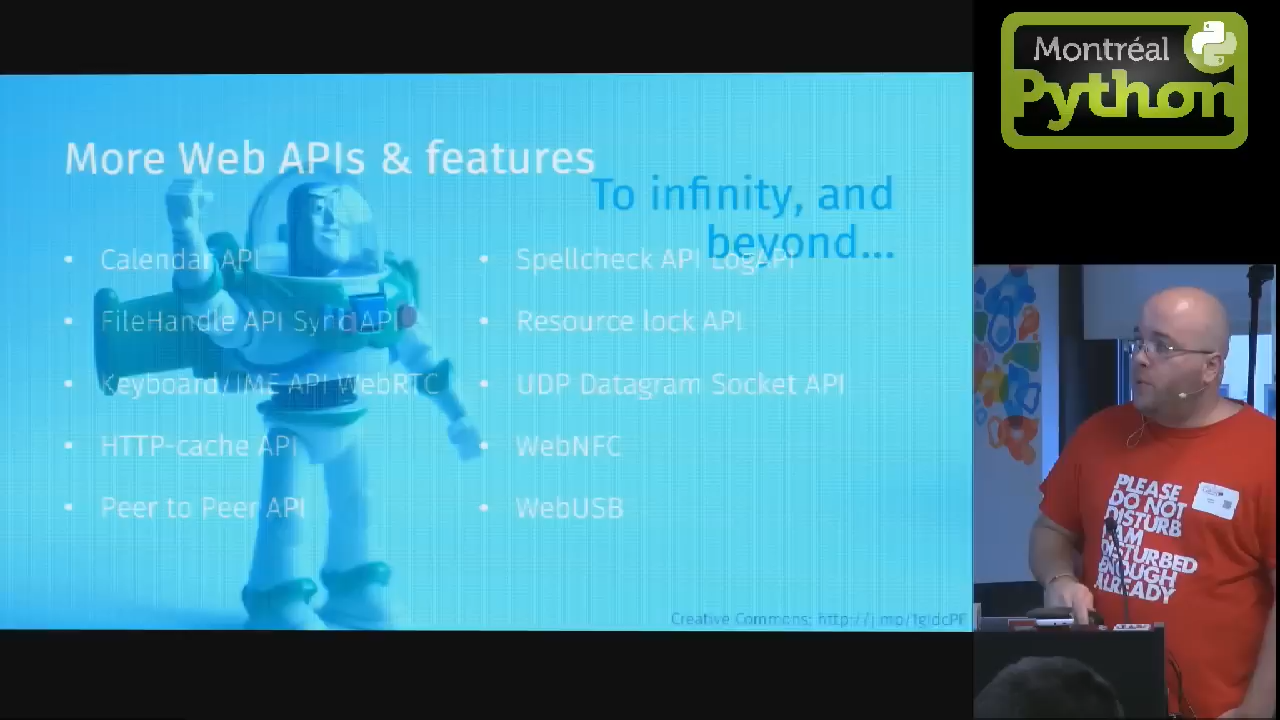 Montréal
Python
More Web APIs & features
To infinity, and
beyond...
Calendar API
FileHandle API Sync API
Keyboard/IME API WebRTC
HTTP-cache API
Peer to Peer API
Spellcheck API LogAPI
Resource lock API
UDP Datagram Socket API
WebNFC
WebUSB
Creative Commons:
PLEASE
DO NOT
DISTURB
I AM
DISTURBED
ENOUGH
ALREADY